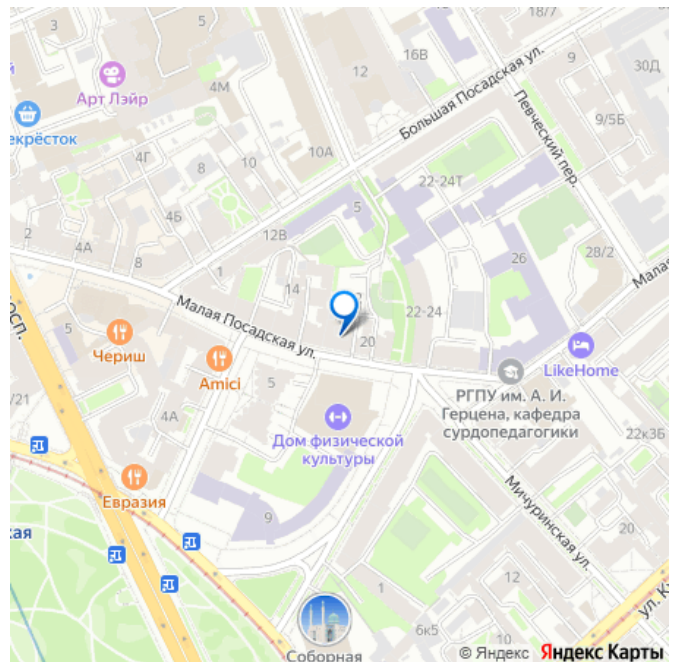 18/7
3
5
16В
9
30Д
12
4М
Арт Лэйр
Большая Посадская ул.
Певческий пер.
9/5Б
екрёсток
10А
4Г
8
10
22-24Т
5
4Б
2
12В
4А
8
26
28/2
1
14
Малая
22-24
Малая Посадская ул.
5
20
Чериш
LikeHome
Amici
5
РГПУ им. А. И.
Герцена, кафедра
сурдопедагогики
/21
4А
Дом физической
культуры
22к3Б
Евразия
Мичуринская ул.
9
кая
20
12
1
ул. К
6к5
Соборная
© Яндекс Яндекс Карты